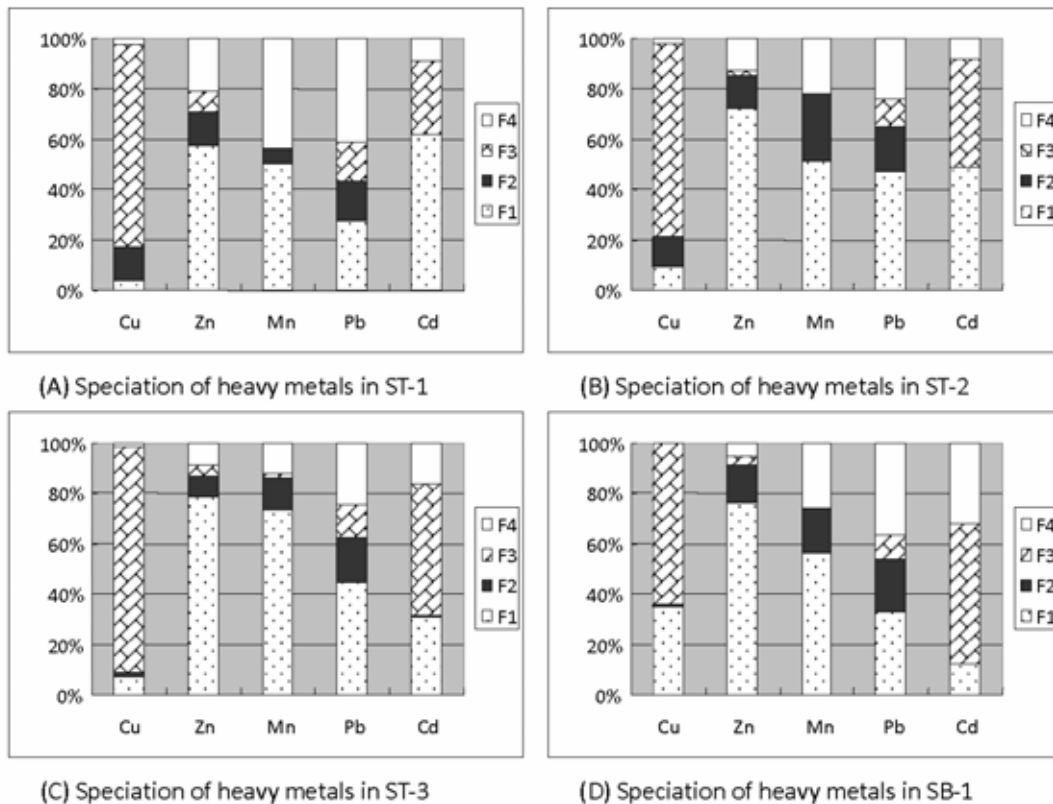 100%
80%
60%
40%
20%
0%
Cu Zn Mn Pb Cd
F4
F3
F2
F1
(A) Speciation of heavy metals in ST-1
100%
80%
60%
40%
20%
0%
Cu Zn Mn Pb Cd
F4
F3
F2
F1
(B) Speciation of heavy metals in ST-2
100%
80%
60%
40%
20%
0%
Cu Zn Mn Pb Cd
F4
F3
F2
F1
(C) Speciation of heavy metals in ST-3
100%
80%
60%
40%
20%
0%
Cu Zn Mn Pb Cd
F4
F3
F2
F1
(D) Speciation of heavy metals in SB-1